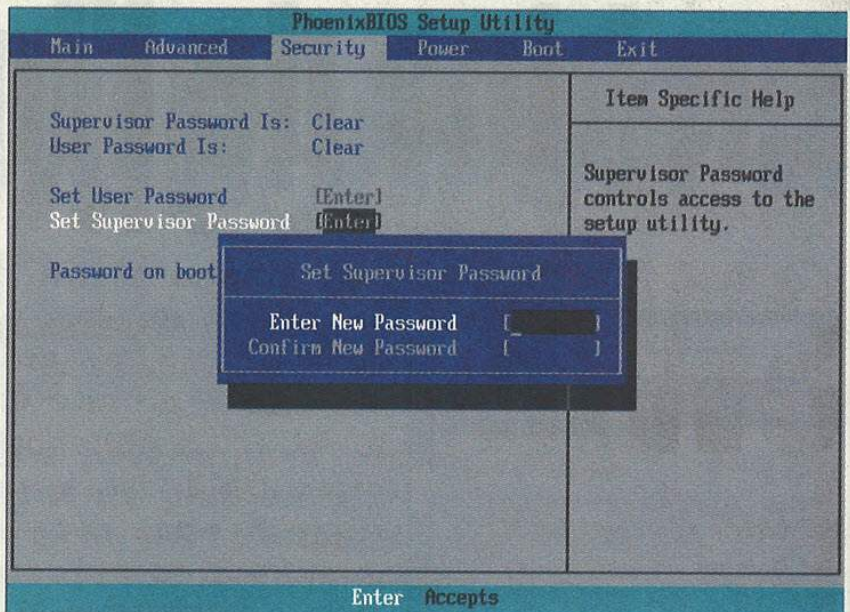 PhoenixBIOS Setup Utility
Main Advanced Security Power Boot Exit
Supervisor Password Is: Clear
User Password Is: Clear
Set User Password [Enter]
Set Supervisor Password [Enter]
Password on boot
Set Supervisor Password
Enter New Password [ ]
Confirm New Password [ ]
Item Specific Help
Supervisor Password
controls access to the
setup utility.
Enter Accepts